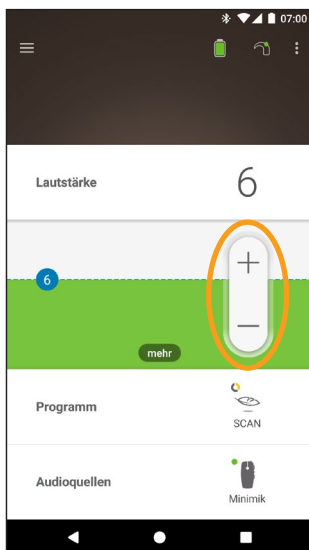 07:00
Lautstärke
6
+
6
–
mehr
Programm
SCAN
Audioquellen
Minimik